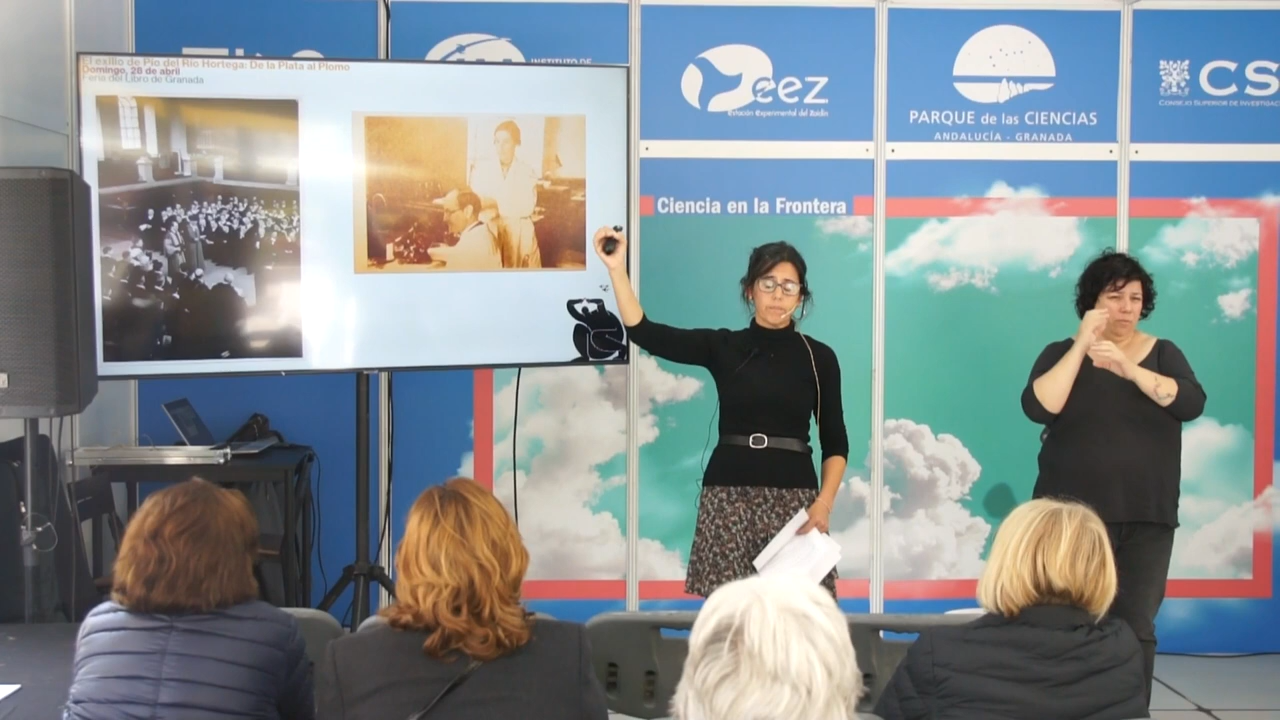 El exilio de Pío del Río Hortega: De la Plata al Plomo
Domingo, 28 de abril
Feria del Libro de Granada
INSTITUTO DE
eez
Estación Experimental del Zaidín
PARQUE de las CIENCIAS
ANDALUCÍA - GRANADA
CS
CONSEJO SUPERIOR DE INVESTIGAC
Ciencia en la Frontera